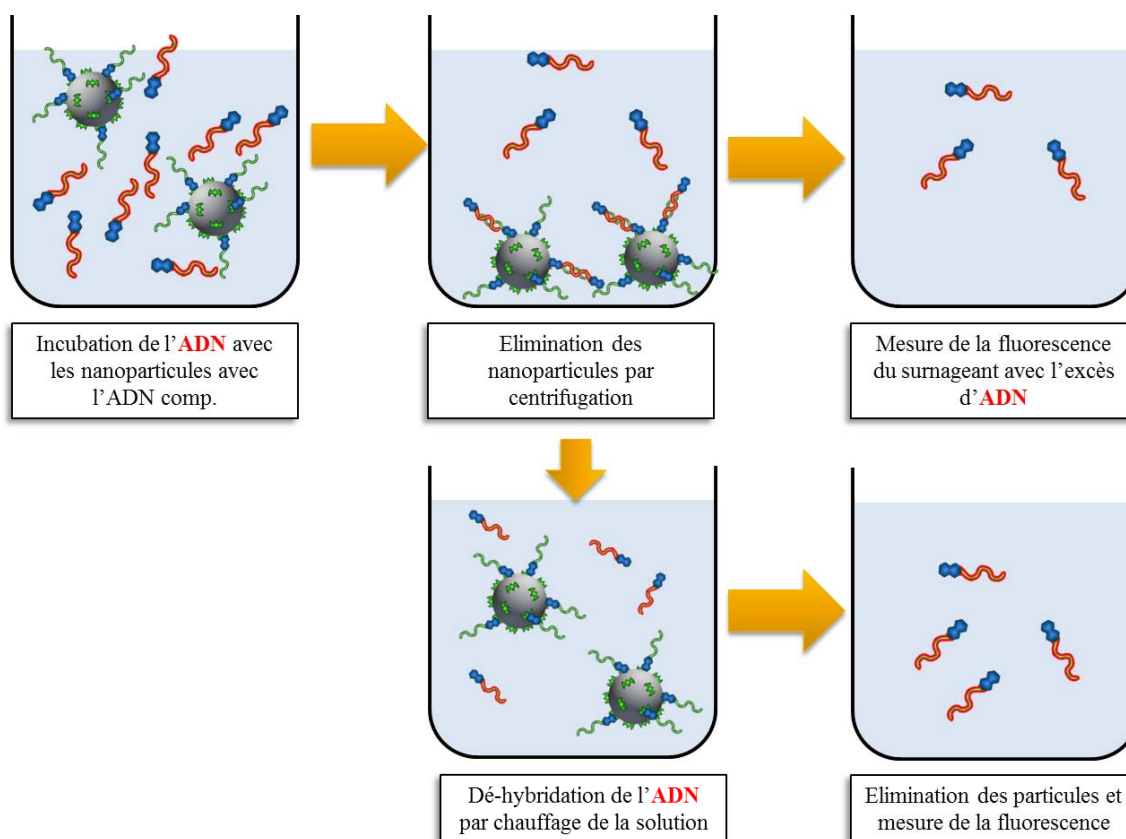 Incubation de l'ADN avec
les nanoparticules avec
l'ADN comp.
Elimination des
nanoparticules par
centrifugation
Mesure de la fluorescence
du surnageant avec l'excès
d'ADN
Dé-hybridation de l'ADN
par chauffage de la solution
Elimination des particules et
mesure de la fluorescence